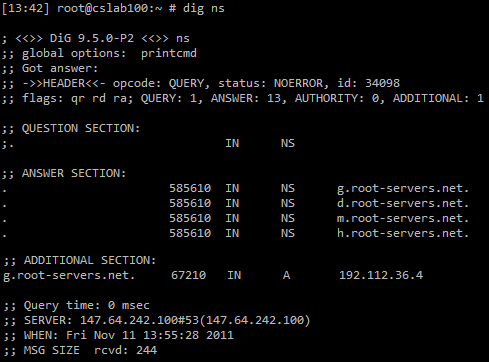 [13:42] root@cslab100:~ # dig ns
; <<>> DiG 9.5.0-P2 <<>> ns
;; global options:  printcmd
;; Got answer:
;; ->>HEADER<<- opcode: QUERY, status: NOERROR, id: 34098
;; flags: qr rd ra; QUERY: 1, ANSWER: 13, AUTHORITY: 0, ADDITIONAL: 1
;; QUESTION SECTION:
;. IN NS
;; ANSWER SECTION:
. 585610 IN NS g.root-servers.net.
. 585610 IN NS d.root-servers.net.
. 585610 IN NS m.root-servers.net.
. 585610 IN NS h.root-servers.net.
;; ADDITIONAL SECTION:
g.root-servers.net. 67210 IN A 192.112.36.4
;; Query time: 0 msec
;; SERVER: 147.64.242.100#53(147.64.242.100)
;; WHEN: Fri Nov 11 13:55:28 2011
;; MSG SIZE  rcvd: 244